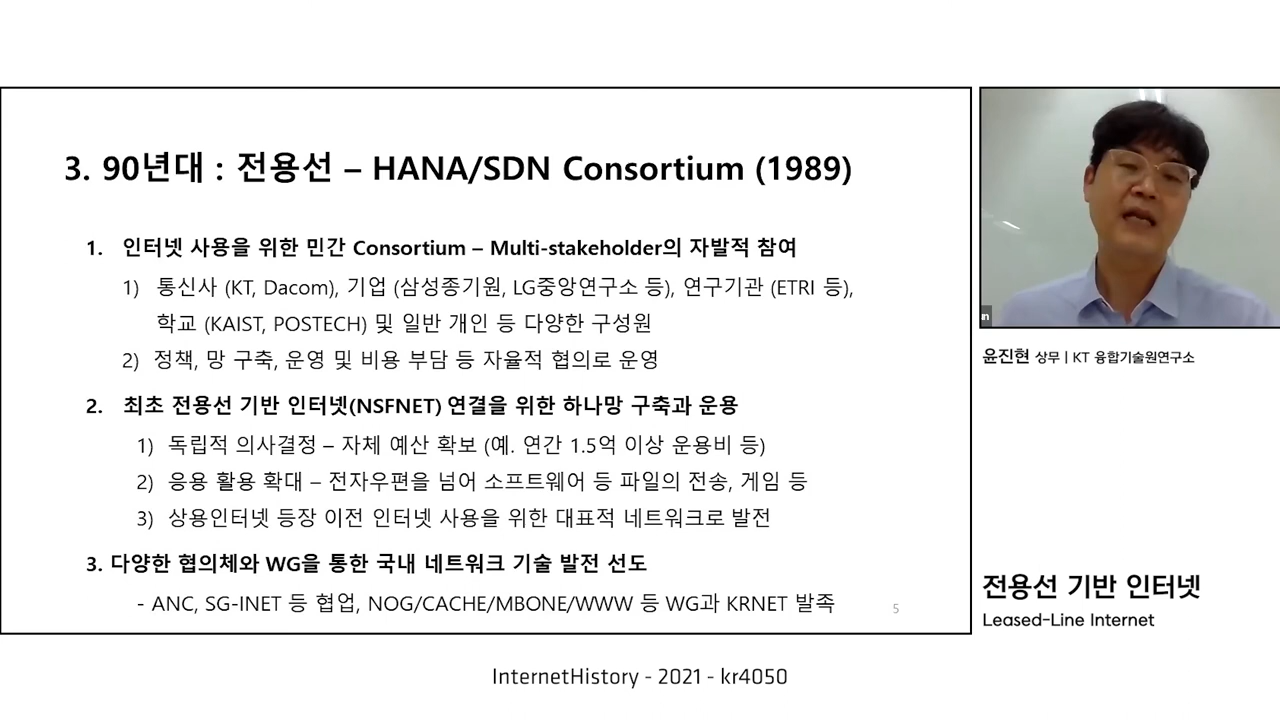 3. 90년대 : 전용선 – HANA/SDN Consortium (1989)
1. 인터넷 사용을 위한 민간 Consortium – Multi-stakeholder의 자발적 참여
1) 통신사 (KT, Dacom), 기업 (삼성종기원, LG중앙연구소 등), 연구기관 (ETRI 등),
학교 (KAIST, POSTECH) 및 일반 개인 등 다양한 구성원
2) 정책, 망 구축, 운영 및 비용 부담 등 자율적 협의로 운영
2. 최초 전용선 기반 인터넷(NSFNET) 연결을 위한 하나망 구축과 운용
1) 독립적 의사결정 – 자체 예산 확보 (예. 연간 1.5억 이상 운용비 등)
2) 응용 활용 확대 – 전자우편을 넘어 소프트웨어 등 파일의 전송, 게임 등
3) 상용인터넷 등장 이전 인터넷 사용을 위한 대표적 네트워크로 발전
3. 다양한 협의체와 WG을 통한 국내 네트워크 기술 발전 선도
- ANC, SG-INET 등 협업, NOG/CACHE/MBONE/WWW 등 WG과 KRNET 발족
5
윤진현 상무 | KT 융합기술원연구소
전용선 기반 인터넷
Leased-Line Internet
InternetHistory - 2021 - kr4050